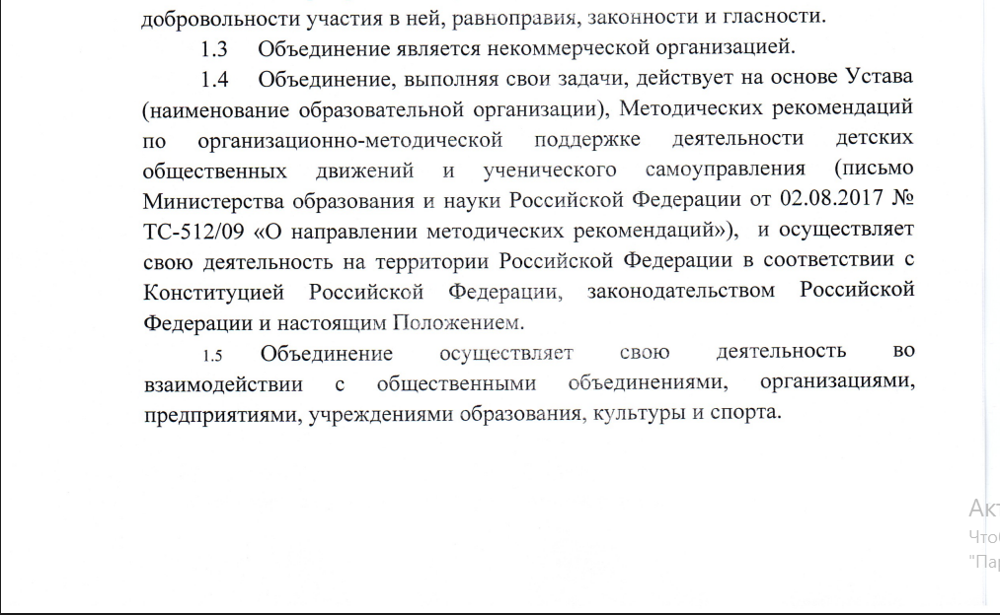 добровольности участия в ней, равноправия, законности и гласности.
1.3 Объединение является некоммерческой организацией.
1.4 Объединение, выполняя свои задачи, действует на основе Устава
(наименование образовательной организации), Методических рекомендаций
по организационно-методической поддержке деятельности детских
общественных движений и ученического самоуправления (письмо
Министерства образования и науки Российской Федерации от 02.08.2017 №
ТС-512/09 «О направлении методических рекомендаций»), и осуществляет
свою деятельность на территории Российской Федерации в соответствии с
Конституцией Российской Федерации, законодательством Российской
Федерации и настоящим Положением.
1.5 Объединение осуществляет свою деятельность во
взаимодействии с общественными объединениями, организациями,
предприятиями, учреждениями образования, культуры и спорта.